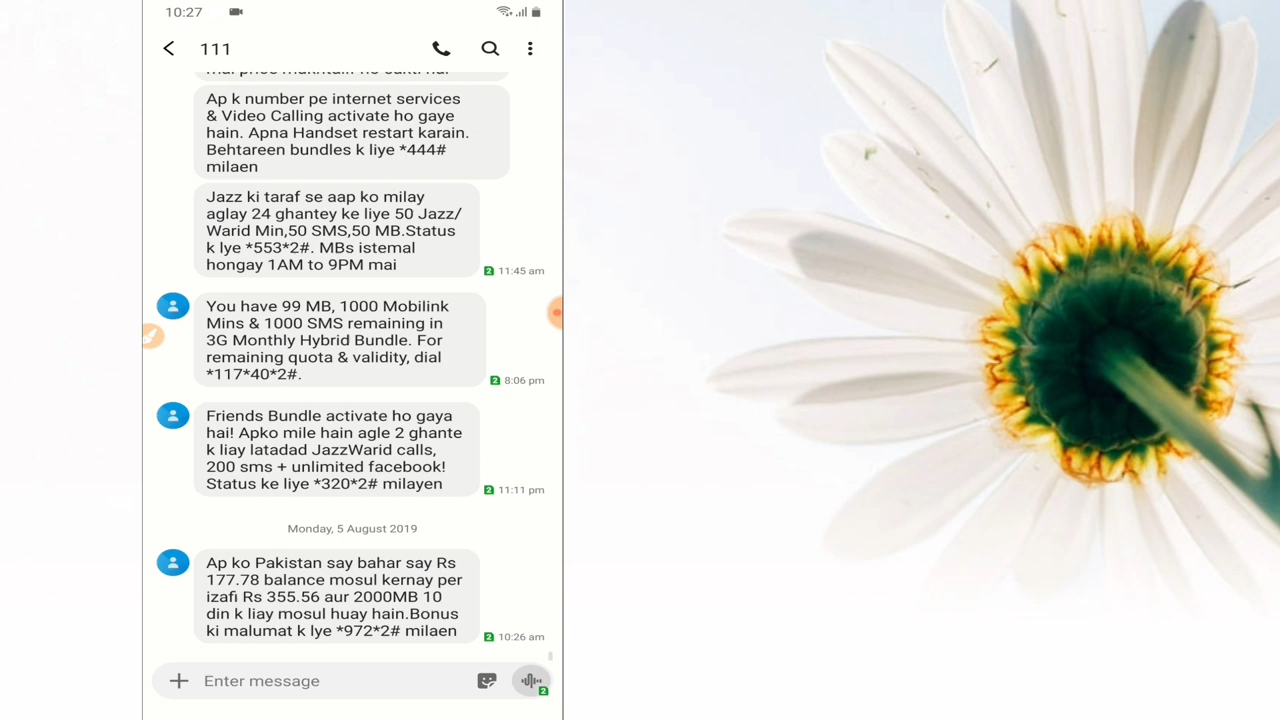 10:27
111
Ap k number pe internet services
& Video Calling activate ho gaye
hain. Apna Handset restart karain.
Behtareen bundles k liye *444#
milaen
Jazz ki taraf se aap ko milay
aglay 24 ghantey ke liye 50 Jazz/
Warid Min,50 SMS,50 MB.Status
k lye *553*2#. MBs istemal
hongay 1AM to 9PM mai
2 11:45 am
You have 99 MB, 1000 Mobilink
Mins & 1000 SMS remaining in
3G Monthly Hybrid Bundle. For
remaining quota & validity, dial
*117*40*2#.
2 8:06 pm
Friends Bundle activate ho gaya
hai! Apko mile hain agle 2 ghante
k liay latadad JazzWarid calls,
200 sms + unlimited facebook!
Status ke liye *320*2# milayen
2 11:11 pm
Monday, 5 August 2019
Ap ko Pakistan say bahar say Rs
177.78 balance mosul kernay per
izafi Rs 355.56 aur 2000MB 10
din k liay mosul huay hain.Bonus
ki malumat k lye *972*2# milaen
2 10:26 am
Enter message
2